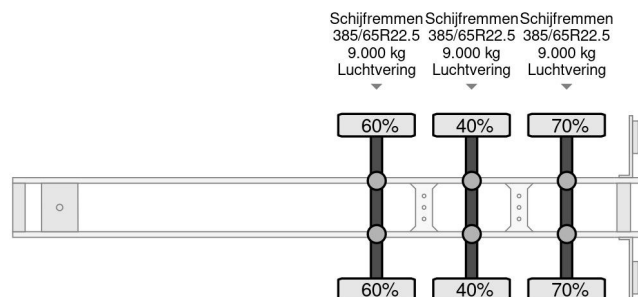 Schijfremmen Schijfremmen Schijfremmen
385/65R22.5 385/65R22.5 385/65R22.5
9.000 kg 9.000 kg 9.000 kg
Luchtvering Luchtvering Luchtvering
60% 40% 70%
60% 40% 70%